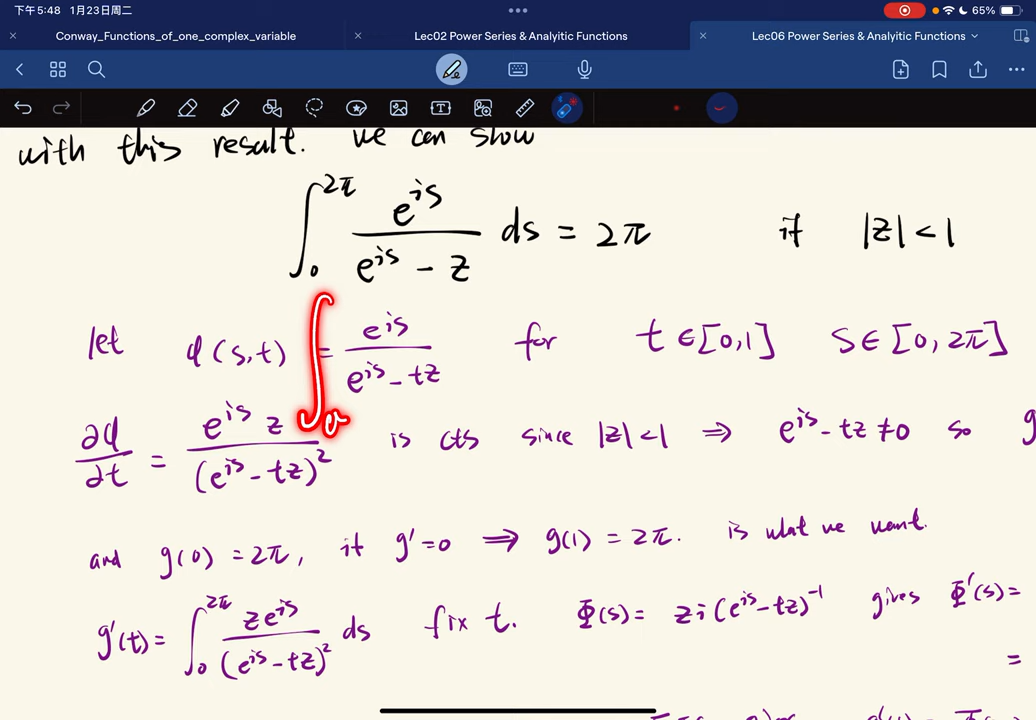 下午5:48 1月23日周二
65%
Conway_Functions_of_one_complex_variable
Lec02 Power Series & Analyitic Functions
Lec06 Power Series & Analyitic Functions
with this result. we can show
∫₀^{2π} e^{is} / (e^{is} - z) ds = 2π if |z| < 1
let φ(s,t) = e^{is} / (e^{is} - tz) for t ∈ [0,1] s ∈ [0, 2π]
∫₀
∂φ/∂t = e^{is} z / (e^{is} - tz)² is cts since |z| < 1 ⇒ e^{is} - tz ≠ 0 so g
and g(0) = 2π, if g' = 0 ⇒ g(1) = 2π. is what we want.
g'(t) = ∫₀^{2π} z e^{is} / (e^{is} - tz)² ds fix t. Φ(s) = zi (e^{is} - tz)^{-1} gives Φ'(s) =
=